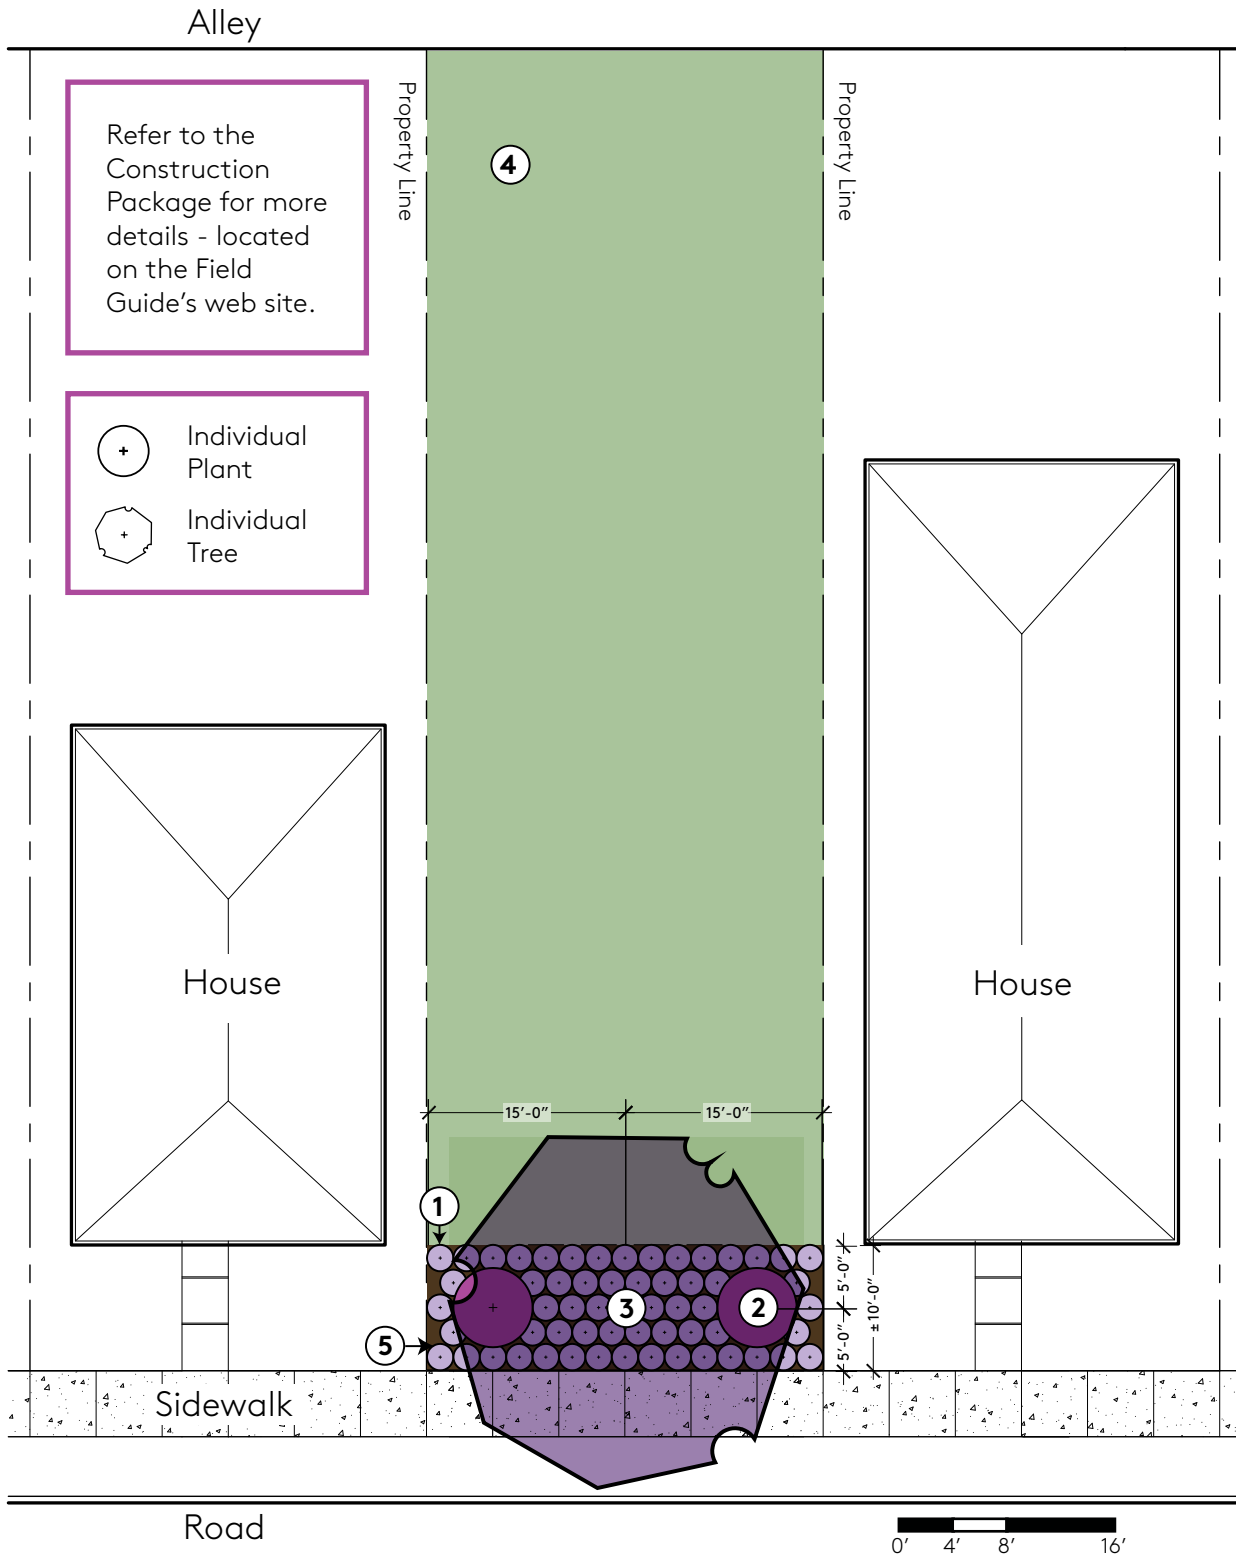 Alley
Refer to the
Construction
Package for more
details - located
on the Field
Guide's web site.
Property Line
Property Line
4
Individual
Plant
Individual
Tree
House
House
15'-0"
15'-0"
1
5'-0"
±10'-0"
3
2
5
5'-0"
Sidewalk
Road
0' 4' 8' 16'